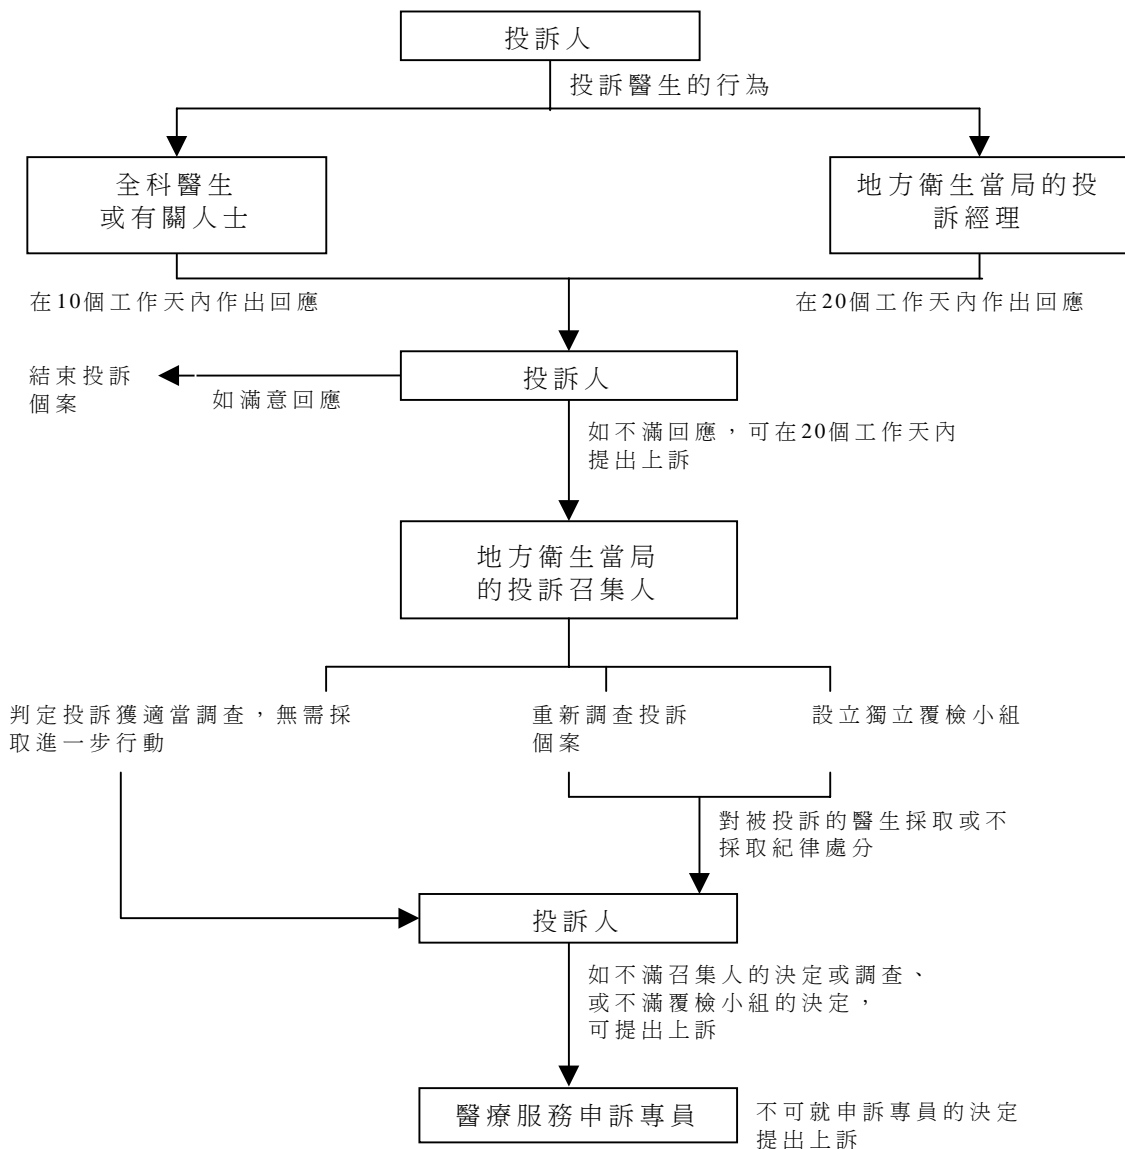 投訴人
投訴醫生的行為
全科醫生
或有關人士
地方衛生當局的投
訴經理
在10個工作天內作出回應
在20個工作天內作出回應
投訴人
結束投訴
個案
如滿意回應
如不滿回應，可在20個工作天內
提出上訴
地方衛生當局
的投訴召集人
判定投訴獲適當調查，無需採
取進一步行動
重新調查投訴
個案
設立獨立覆檢小組
對被投訴的醫生採取或不
採取紀律處分
投訴人
如不滿召集人的決定或調查、
或不滿覆檢小組的決定，
可提出上訴
醫療服務申訴專員
不可就申訴專員的決定
提出上訴